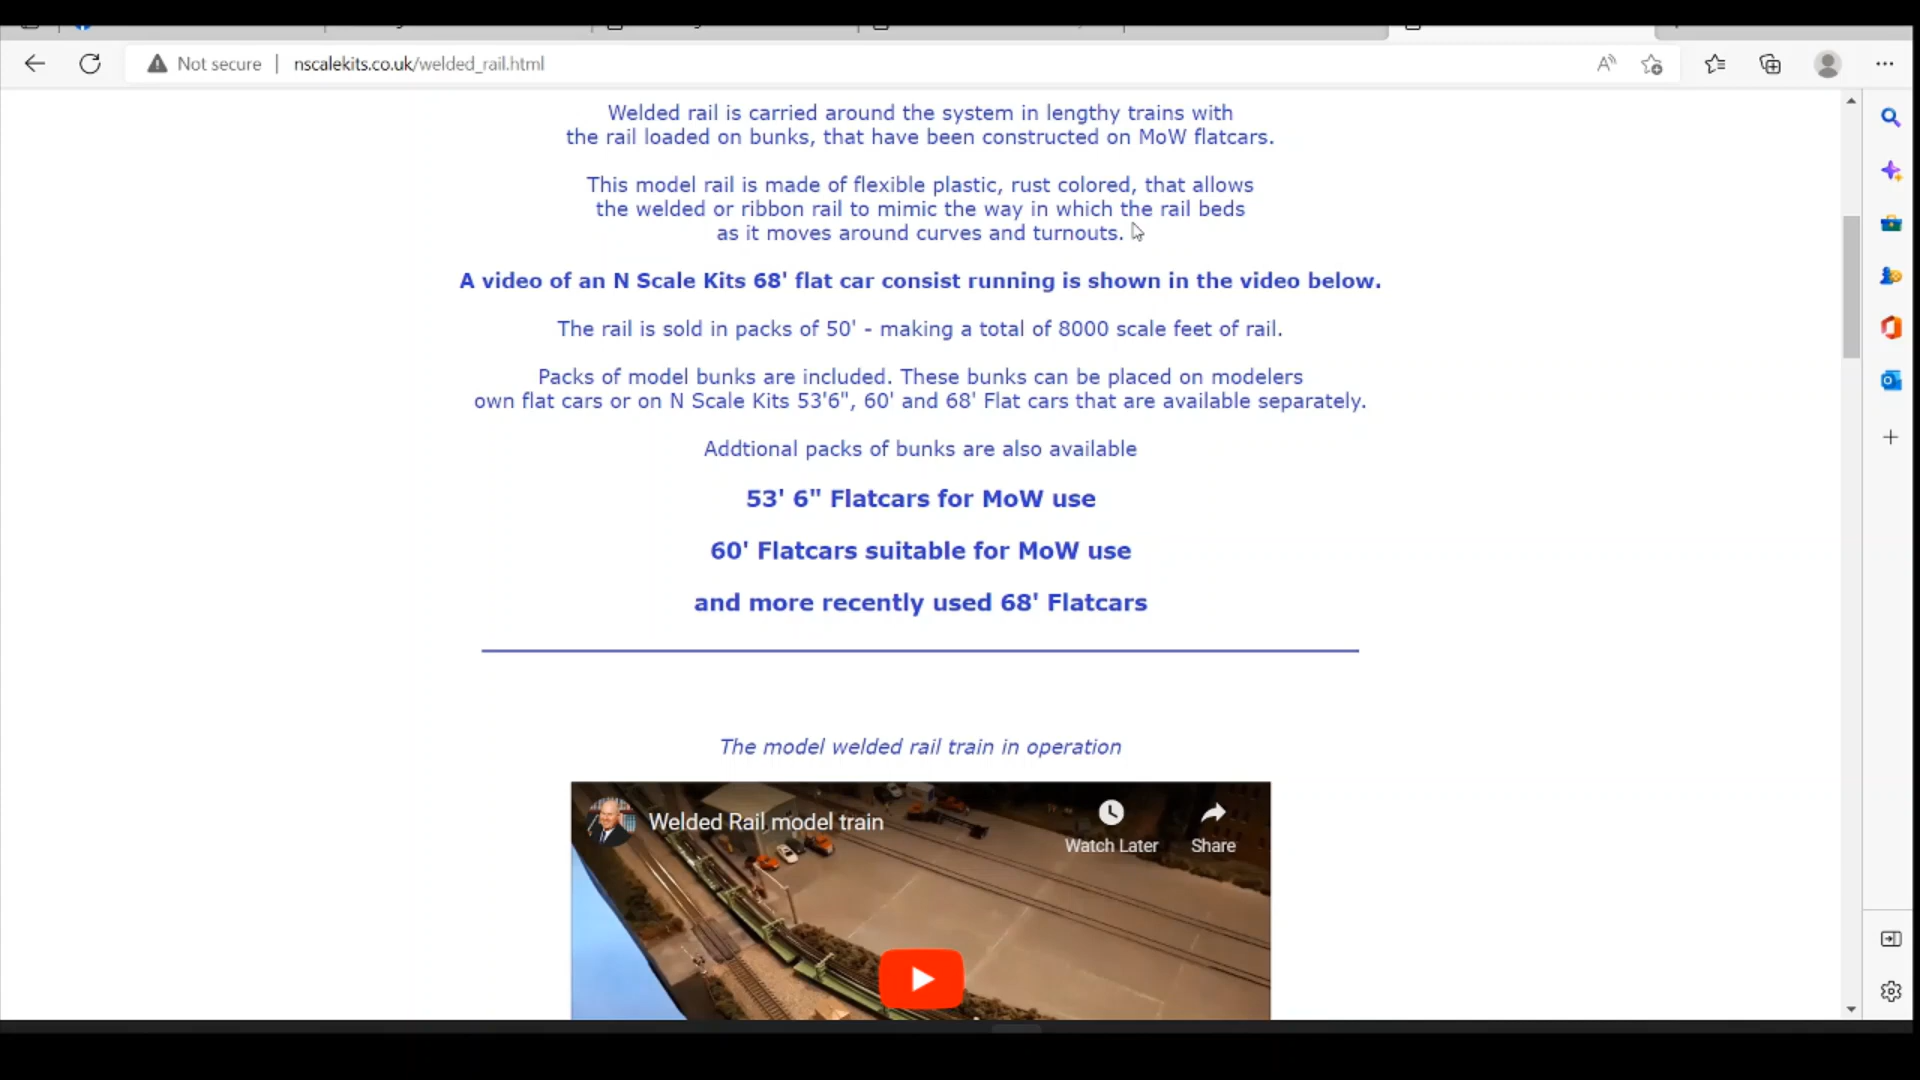 Not secure
nscalekits.co.uk/welded_rail.html
Welded rail is carried around the system in lengthy trains with
the rail loaded on bunks, that have been constructed on MoW flatcars.
This model rail is made of flexible plastic, rust colored, that allows
the welded or ribbon rail to mimic the way in which the rail beds
as it moves around curves and turnouts.
A video of an N Scale Kits 68' flat car consist running is shown in the video below.
The rail is sold in packs of 50' - making a total of 8000 scale feet of rail.
Packs of model bunks are included. These bunks can be placed on modelers
own flat cars or on N Scale Kits 53'6", 60' and 68' Flat cars that are available separately.
Addtional packs of bunks are also available
53' 6" Flatcars for MoW use
60' Flatcars suitable for MoW use
and more recently used 68' Flatcars
The model welded rail train in operation
Welded Rail model train
Watch Later
Share